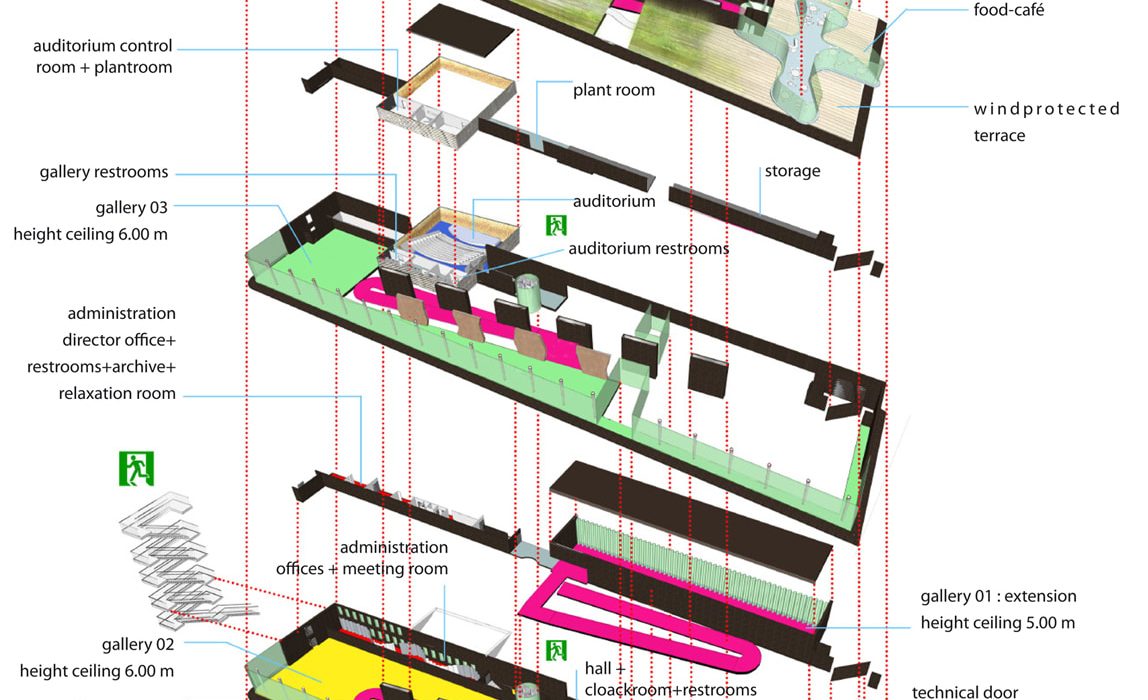 food-café
auditorium control
room + plantroom
plant room
windprotected
terrace
gallery restrooms
storage
gallery 03
height ceiling 6.00 m
auditorium
auditorium restrooms
administration
director office+
restrooms+archive+
relaxation room
administration
offices + meeting room
gallery 01 : extension
height ceiling 5.00 m
gallery 02
height ceiling 6.00 m
hall +
cloackroom+restrooms
technical door